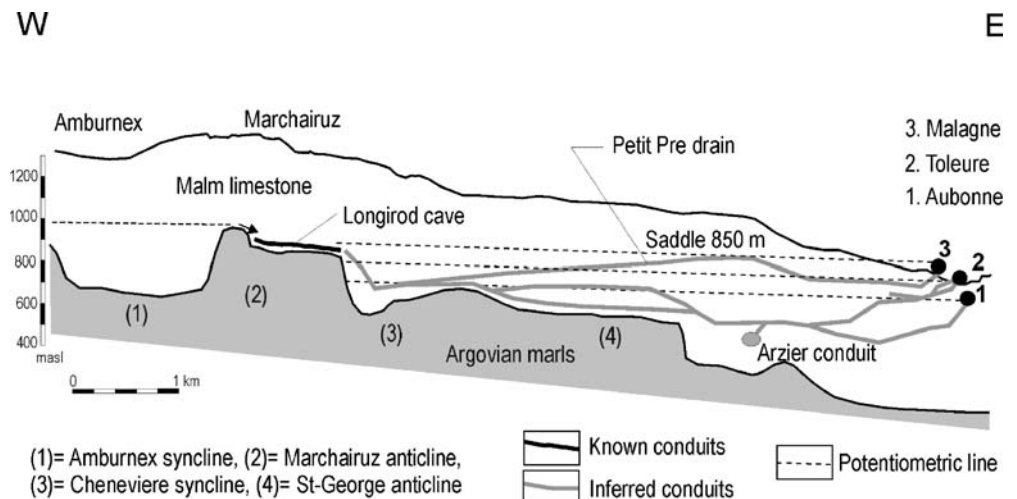 W
E
Amburnex
Marchairuz
Petit Pre drain
3. Malagne
2. Toleure
1. Aubonne
Malm limestone
Longirod cave
Saddle 850 m
1200
1000
800
600
400
masl
3
2
1
(1)
(2)
(3)
(4)
Argovian marls
Arzier conduit
0 1 km
(1)= Amburnex syncline, (2)= Marchairuz anticline,
(3)= Cheneviere syncline, (4)= St-George anticline
Known conduits
Inferred conduits
Potentiometric line